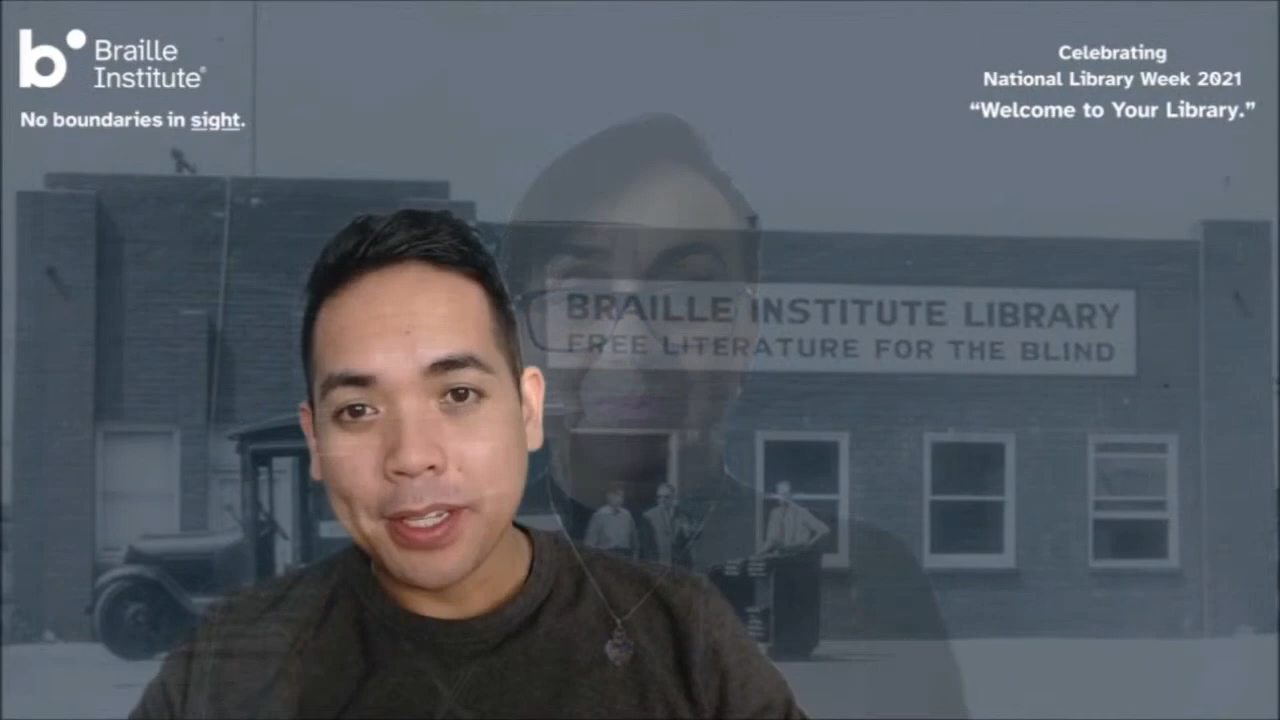 b Braille
Institute®
No boundaries in sight.
Celebrating
National Library Week 2021
“Welcome to Your Library.”
BRAILLE INSTITUTE LIBRARY
FREE LITERATURE FOR THE BLIND